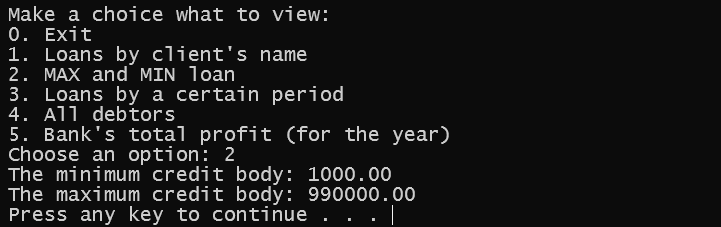 Make a choice what to view:
0. Exit
1. Loans by client's name
2. MAX and MIN loan
3. Loans by a certain period
4. All debtors
5. Bank's total profit (for the year)
Choose an option: 2
The minimum credit body: 1000.00
The maximum credit body: 990000.00
Press any key to continue . . .